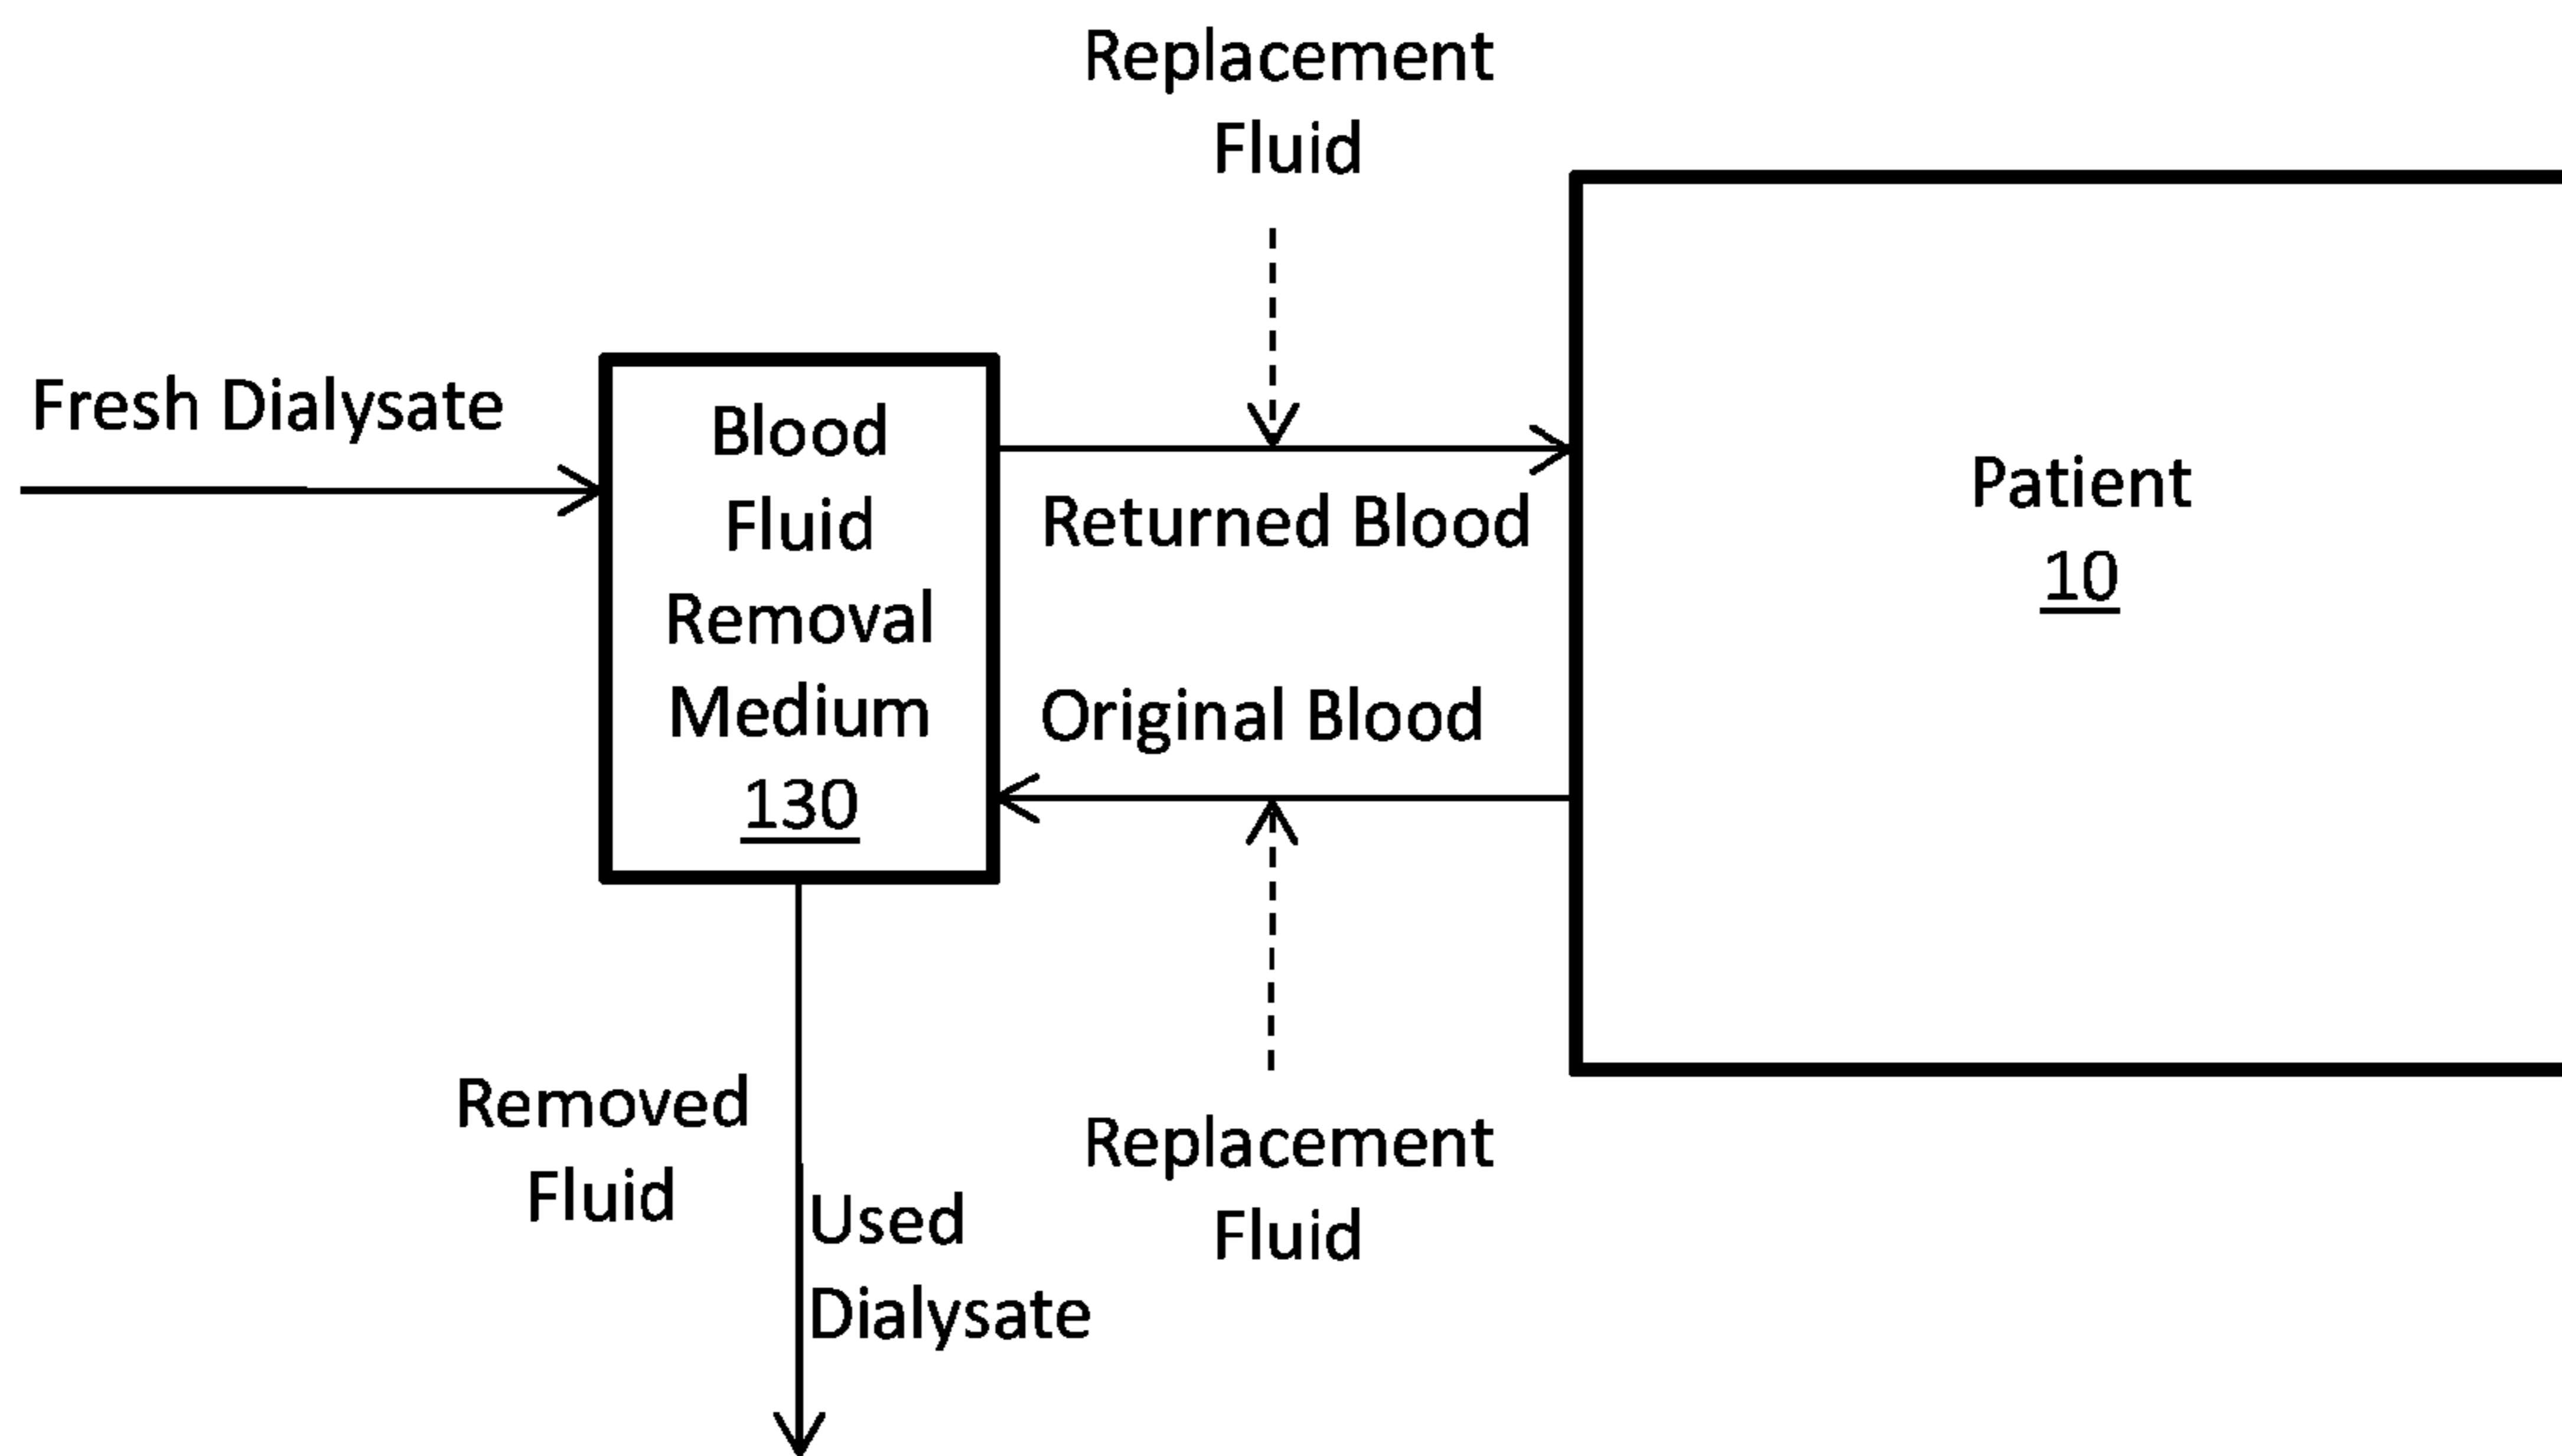 Replacement
Fluid
Fresh Dialysate
Blood
Fluid
Removal
Medium
130
Returned Blood
Original Blood
Patient
10
Removed
Fluid
Used
Dialysate
Replacement
Fluid